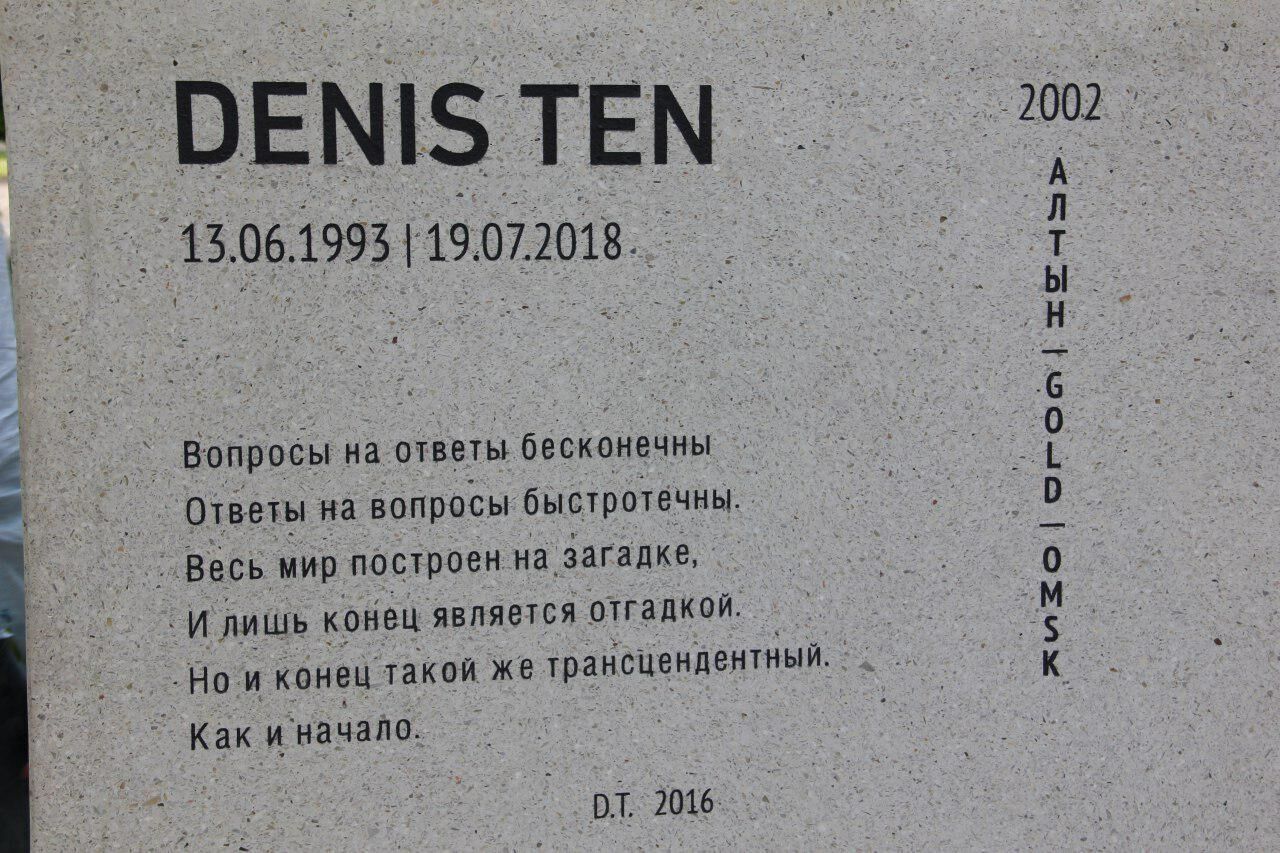 DENIS TEN
13.06.1993 | 19.07.2018
Вопросы на ответы бесконечны
Ответы на вопросы быстротечны.
Весь мир построен на загадке,
И лишь конец является отгадкой.
Но и конец такой же трансцендентный.
Как и начало.
D.T. 2016
2002
АЛТЫН — GOLD — OMSK